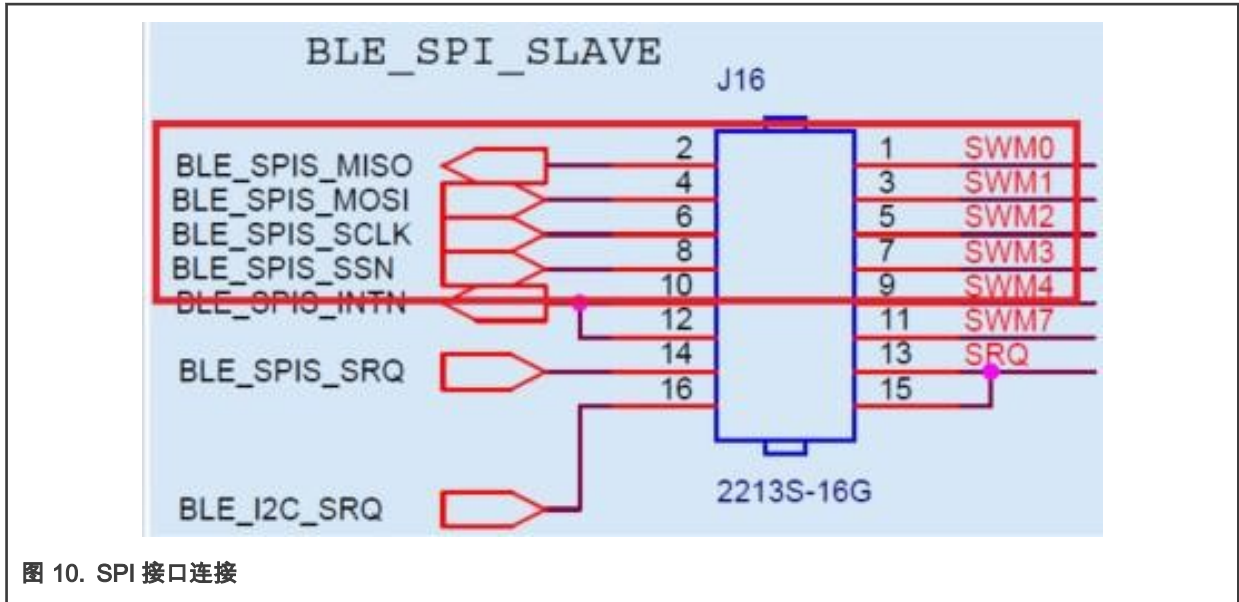 BLE_SPI_SLAVE
J16
BLE_SPIS_MISO 2 1 SWM0
BLE_SPIS_MOSI 4 3 SWM1
BLE_SPIS_SCLK 6 5 SWM2
BLE_SPIS_SSN 8 7 SWM3
BLE_SPIS_INTN 10 9 SWM4
12 11 SWM7
BLE_SPIS_SRQ 14 13 SRQ
16 15
BLE_I2C_SRQ
2213S-16G
图 10. SPI 接口连接